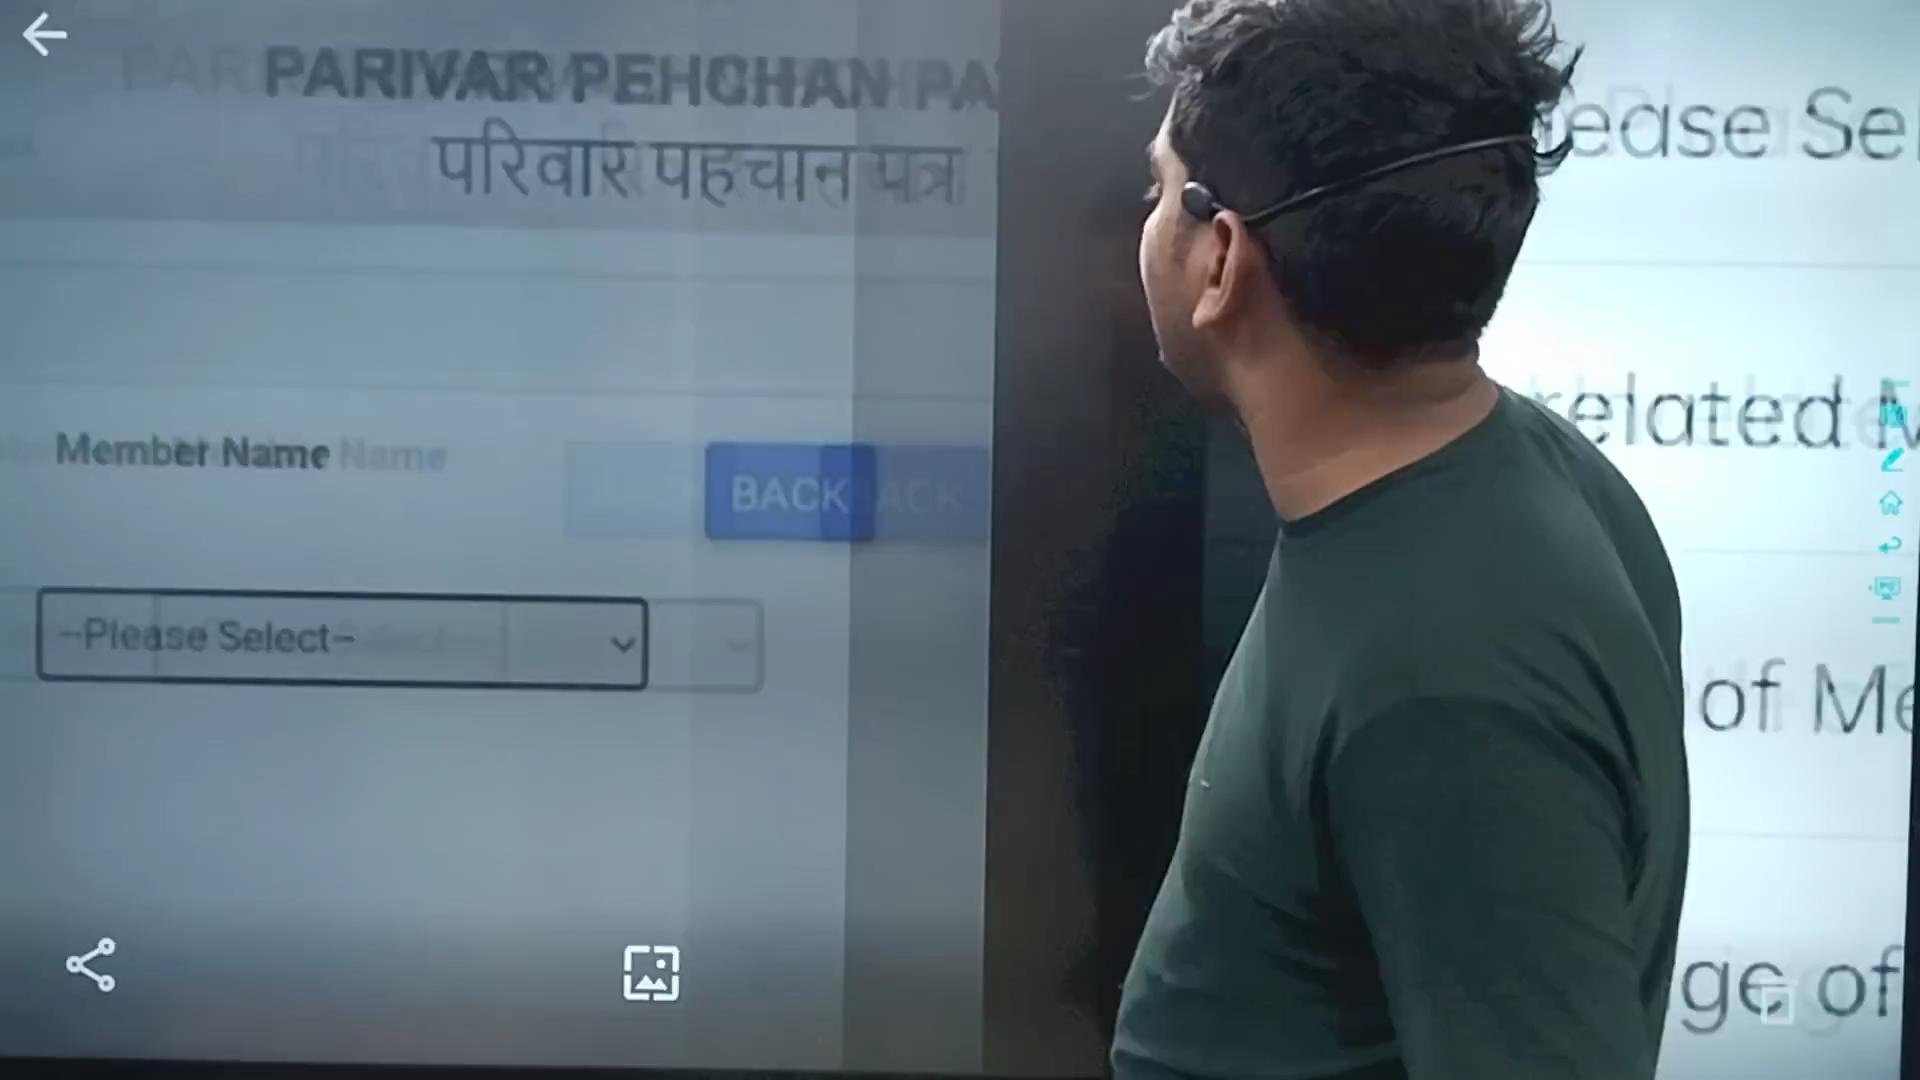 PARIVAR PEHCHAN PA
परिवार पहचान पत्र
Member Name
BACK
--Please Select--
ease Se
related M
of Me
ge of